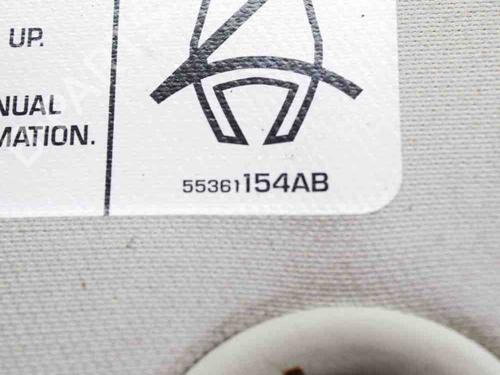 UP.
NUAL
MATION.
55361154AB